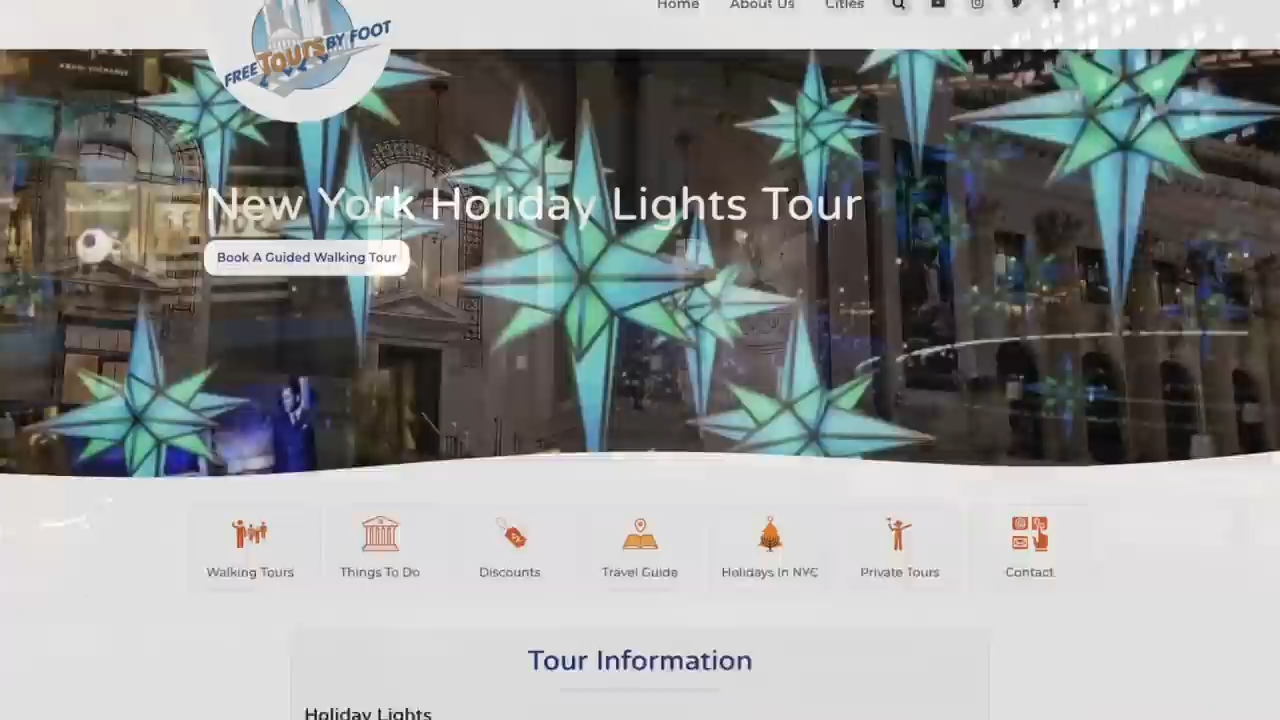 Home About Us Cities
FREE TOURS BY FOOT
New York Holiday Lights Tour
Book A Guided Walking Tour
Walking Tours Things To Do Discounts Travel Guide Holidays In NYC Private Tours Contact
Tour Information
Holiday Lights